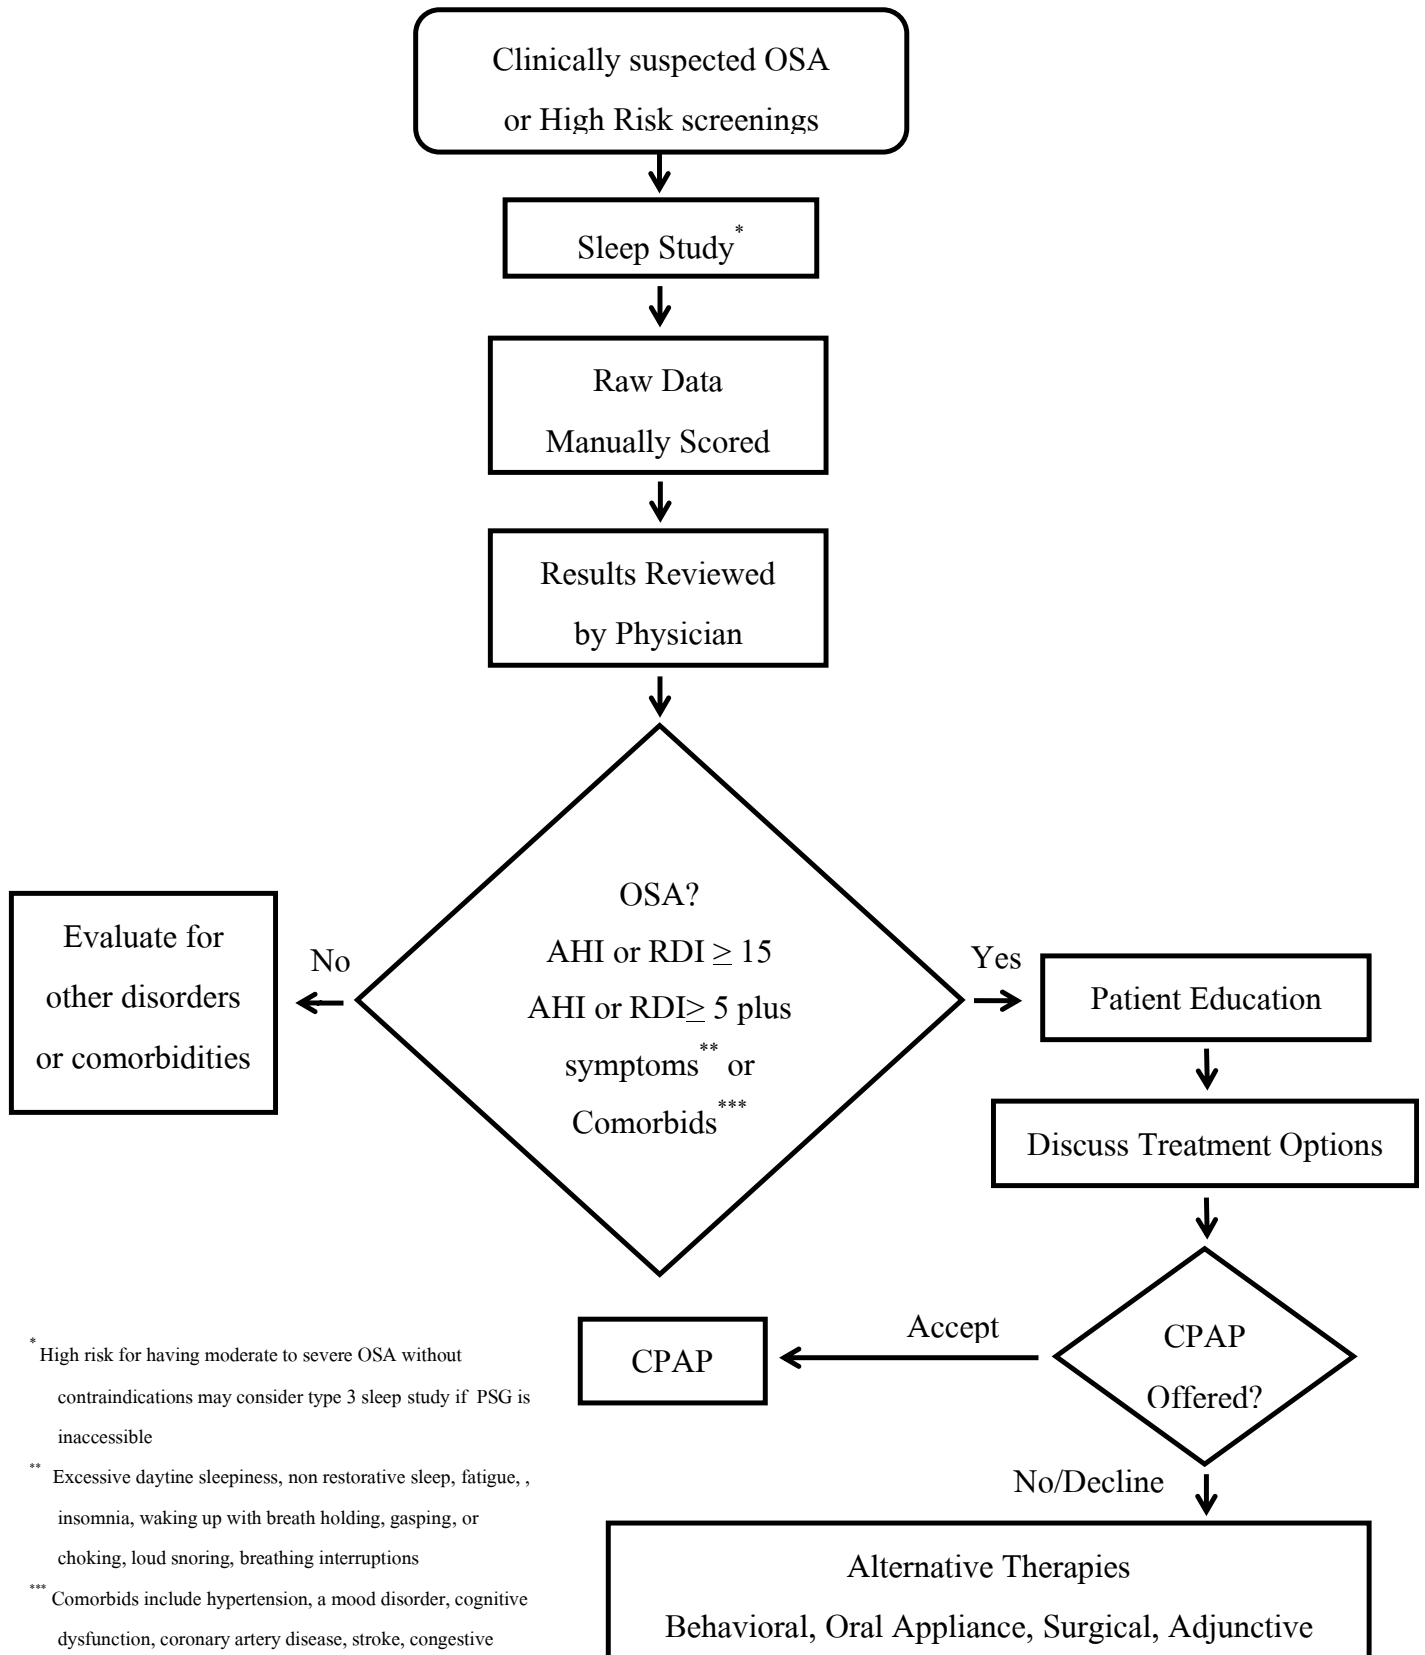 Clinically suspected OSA
or High Risk screenings
Sleep Study*
Raw Data
Manually Scored
Results Reviewed
by Physician
OSA?
AHI or RDI ≥ 15
AHI or RDI≥ 5 plus
symptoms** or
Comorbids***
No
Evaluate for
other disorders
or comorbidities
Yes
Patient Education
Discuss Treatment Options
CPAP
Offered?
Accept
CPAP
No/Decline
Alternative Therapies
Behavioral, Oral Appliance, Surgical, Adjunctive
* High risk for having moderate to severe OSA without
contraindications may consider type 3 sleep study if PSG is
inaccessible
** Excessive daytine sleepiness, non restorative sleep, fatigue, ,
insomnia, waking up with breath holding, gasping, or
choking, loud snoring, breathing interruptions
*** Comorbids include hypertension, a mood disorder, cognitive
dysfunction, coronary artery disease, stroke, congestive